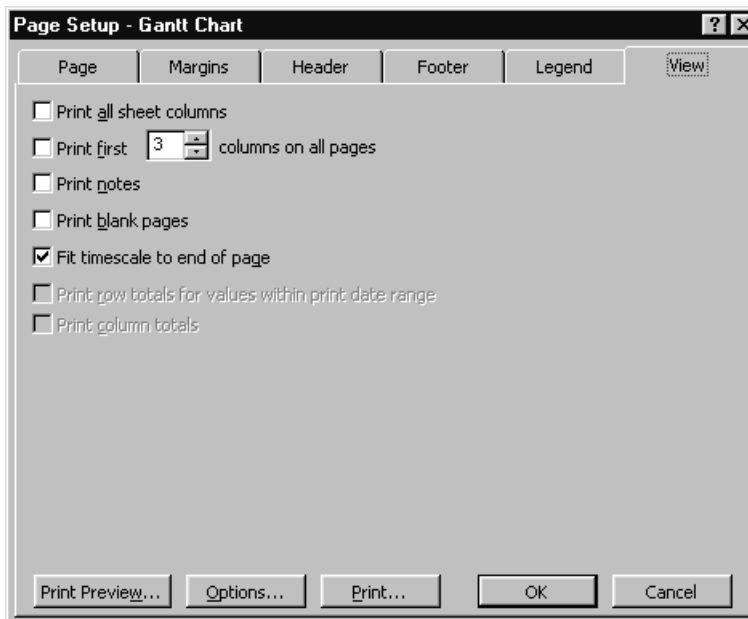 Page Setup - Gantt Chart
Page Margins Header Footer Legend View
Print all sheet columns
Print first 3 columns on all pages
Print notes
Print blank pages
Fit timescale to end of page
Print row totals for values within print date range
Print column totals
Print Preview... Options... Print... OK Cancel